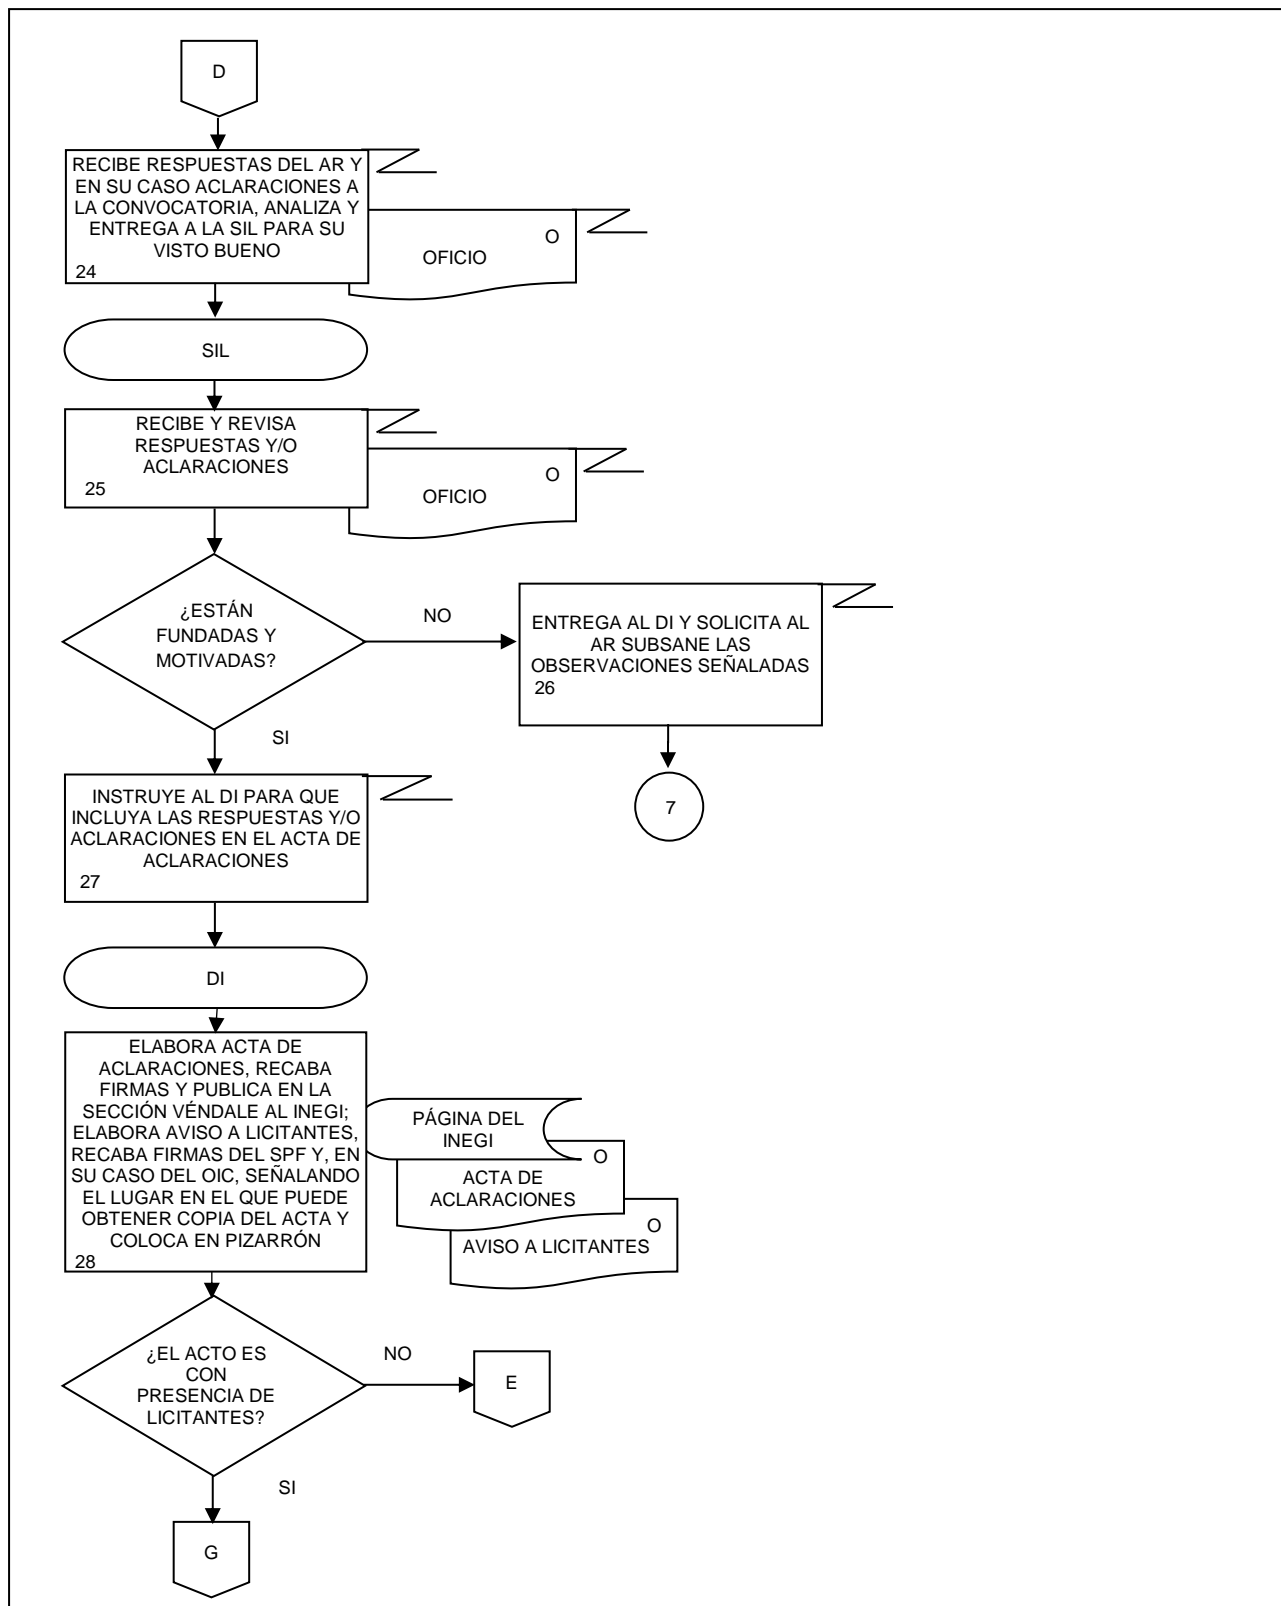 D
RECIBE RESPUESTAS DEL AR Y
EN SU CASO ACLARACIONES A
LA CONVOCATORIA, ANALIZA Y
ENTREGA A LA SIL PARA SU
VISTO BUENO
24
O
OFICIO
SIL
RECIBE Y REVISA
RESPUESTAS Y/O
ACLARACIONES
25
O
OFICIO
¿ESTÁN
FUNDADAS Y
MOTIVADAS?
NO
ENTREGA AL DI Y SOLICITA AL
AR SUBSANE LAS
OBSERVACIONES SEÑALADAS
26
7
SI
INSTRUYE AL DI PARA QUE
INCLUYA LAS RESPUESTAS Y/O
ACLARACIONES EN EL ACTA DE
ACLARACIONES
27
DI
ELABORA ACTA DE
ACLARACIONES, RECABA
FIRMAS Y PUBLICA EN LA
SECCIÓN VÉNDALE AL INEGI;
ELABORA AVISO A LICITANTES,
RECABA FIRMAS DEL SPF Y, EN
SU CASO DEL OIC, SEÑALANDO
EL LUGAR EN EL QUE PUEDE
OBTENER COPIA DEL ACTA Y
COLOCA EN PIZARRÓN
28
PÁGINA DEL
INEGI
O
ACTA DE
ACLARACIONES
O
AVISO A LICITANTES
¿EL ACTO ES
CON
PRESENCIA DE
LICITANTES?
NO
E
SI
G